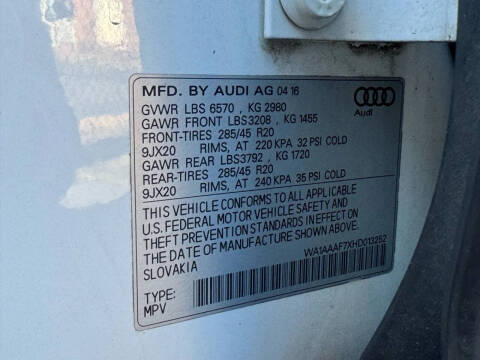 MFD. BY AUDI AG 04 16
GVWR LBS 6570 , KG 2980
GAWR FRONT LBS3208 , KG 1455
FRONT-TIRES 285/45 R20
9JX20 RIMS, AT 220 KPA 32 PSI COLD
GAWR REAR LBS3792 , KG 1720
REAR-TIRES 285/45 R20
9JX20 RIMS, AT 240 KPA 35 PSI COLD
Audi
THIS VEHICLE CONFORMS TO ALL APPLICABLE
U.S. FEDERAL MOTOR VEHICLE SAFETY AND
THEFT PREVENTION STANDARDS IN EFFECT ON
THE DATE OF MANUFACTURE SHOWN ABOVE.
SLOVAKIA
WA1AAAF7XHD013252
TYPE:
MPV